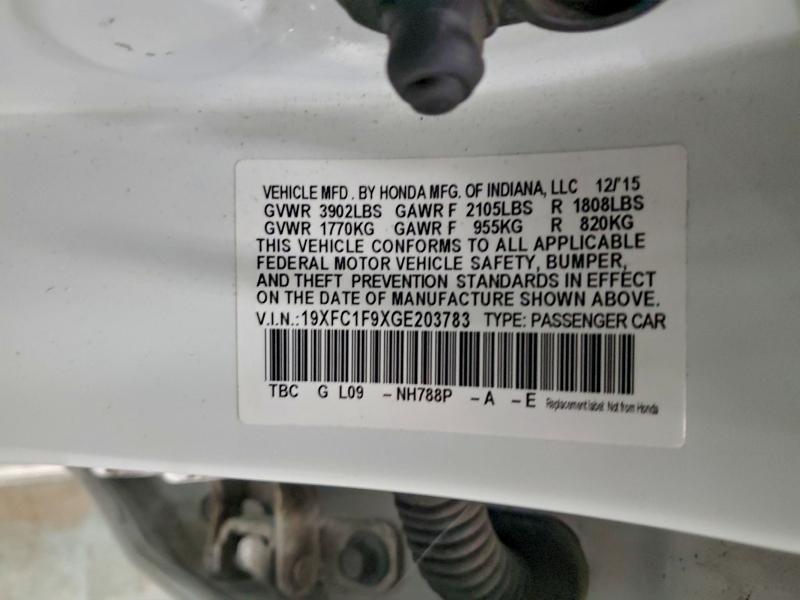 VEHICLE MFD. BY HONDA MFG. OF INDIANA, LLC 12/'15
GVWR 3902LBS GAWR F 2105LBS R 1808LBS
GVWR 1770KG GAWR F 955KG R 820KG
THIS VEHICLE CONFORMS TO ALL APPLICABLE
FEDERAL MOTOR VEHICLE SAFETY, BUMPER,
AND THEFT PREVENTION STANDARDS IN EFFECT
ON THE DATE OF MANUFACTURE SHOWN ABOVE.
V.I.N.:19XFC1F9XGE203783 TYPE: PASSENGER CAR
TBC G L09 -NH788P -A -E Replacement label Not from Honda